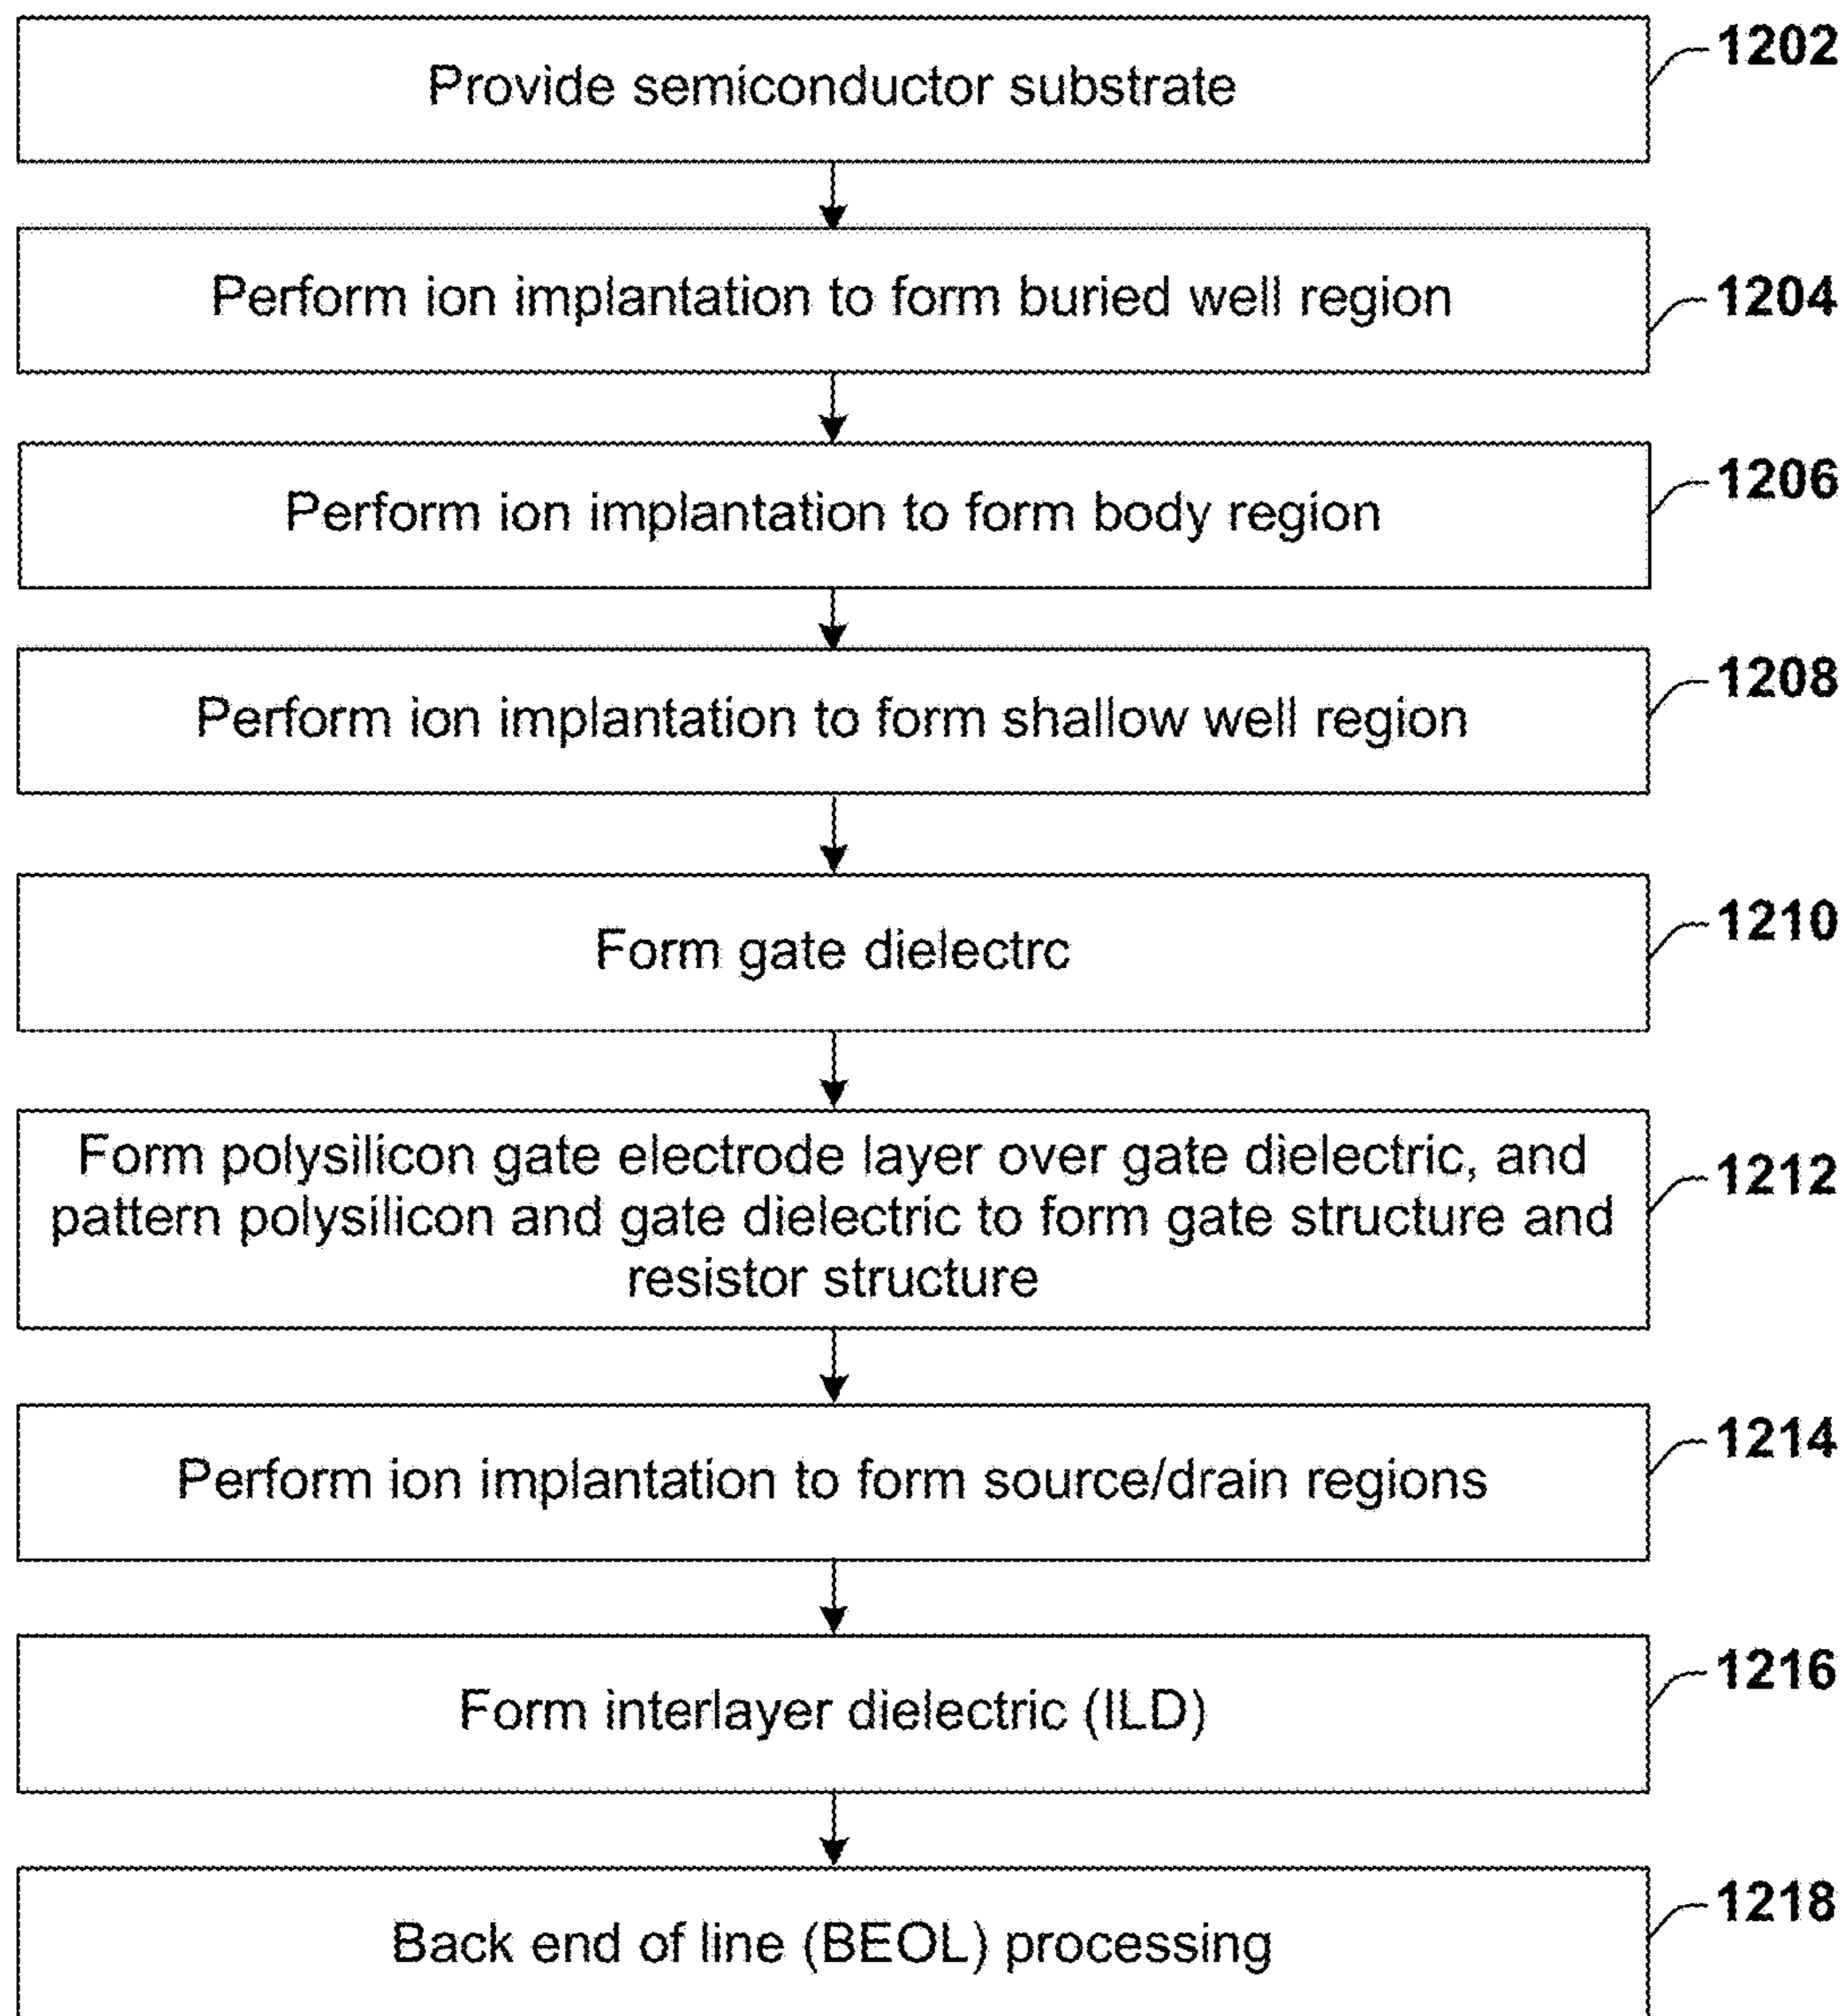 Provide semiconductor substrate
1202
Perform ion implantation to form buried well region
1204
Perform ion implantation to form body region
1206
Perform ion implantation to form shallow well region
1208
Form gate dielectrc
1210
Form polysilicon gate electrode layer over gate dielectric, and
pattern polysilicon and gate dielectric to form gate structure and
resistor structure
1212
Perform ion implantation to form source/drain regions
1214
Form interlayer dielectric (ILD)
1216
Back end of line (BEOL) processing
1218